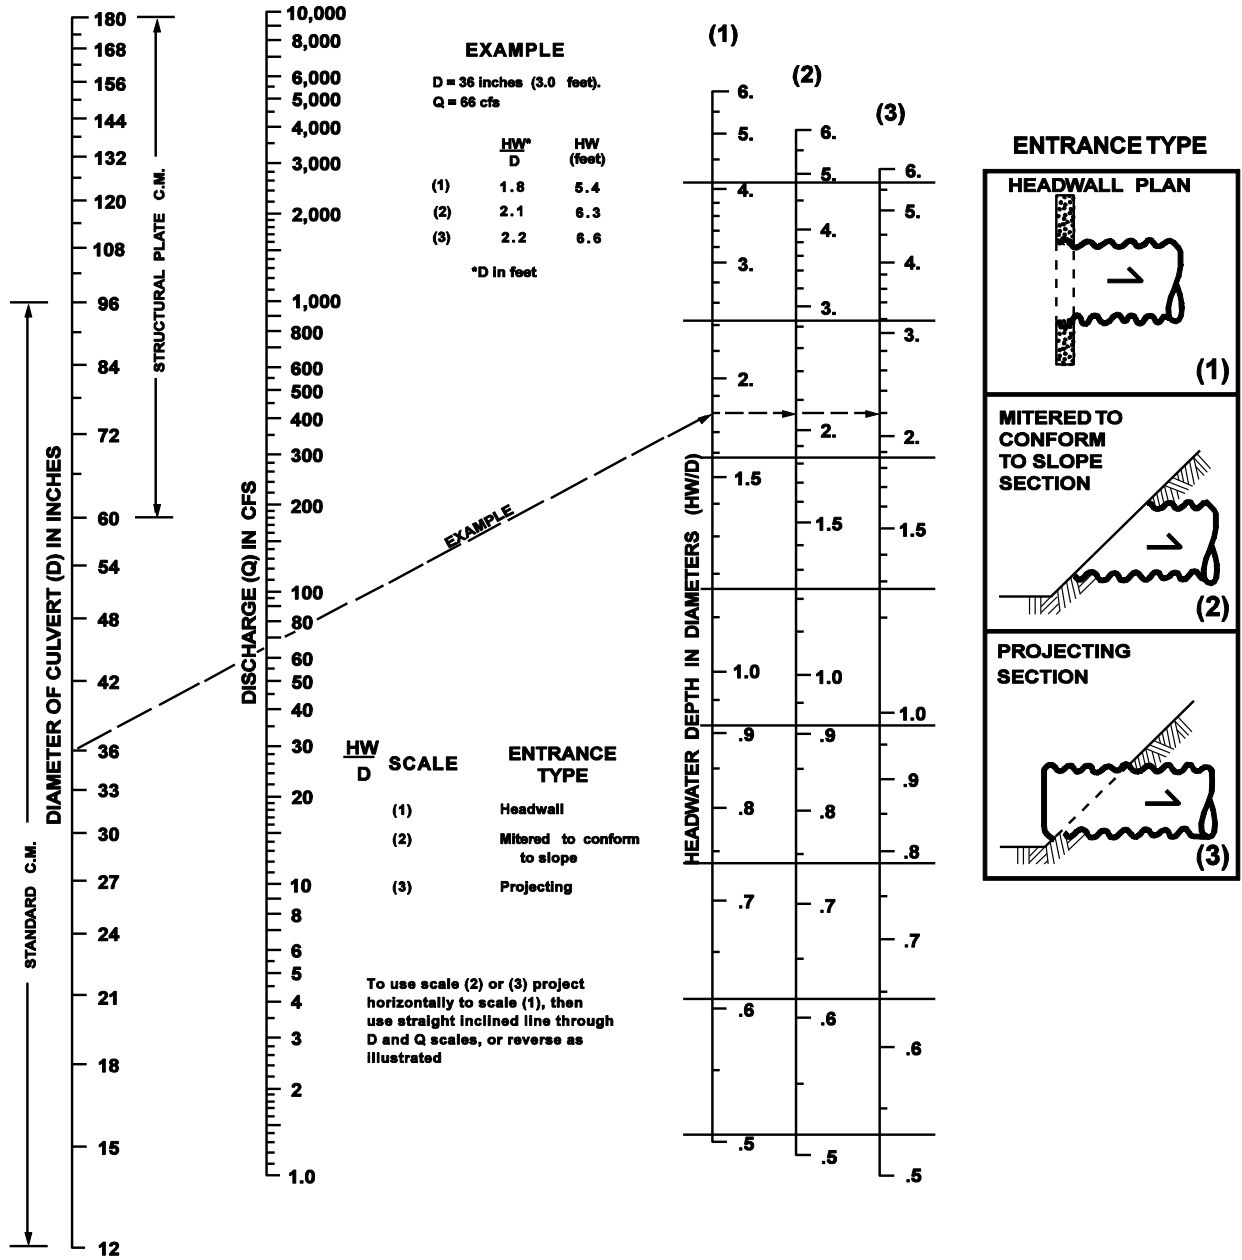 180
168
156
144
132
120
108
96
84
72
60
54
48
42
36
33
30
27
24
21
18
15
12
STANDARD C.M.
DIAMETER OF CULVERT (D) IN INCHES
STRUCTURAL PLATE C.M.
10,000
8,000
6,000
5,000
4,000
3,000
2,000
1,000
800
600
500
400
300
200
100
80
60
50
40
30
20
10
8
6
5
4
3
2
1.0
DISCHARGE (Q) IN CFS
EXAMPLE
D = 36 inches (3.0 feet).
Q = 66 cfs
HW* HW
D (feet)
(1) 1.8 5.4
(2) 2.1 6.3
(3) 2.2 6.6
*D in feet
EXAMPLE
HW SCALE ENTRANCE
D TYPE
(1) Headwall
(2) Mitered to conform
to slope
(3) Projecting
To use scale (2) or (3) project
horizontally to scale (1), then
use straight inclined line through
D and Q scales, or reverse as
illustrated
HEADWATER DEPTH IN DIAMETERS (HW/D)
(1)
6.
5.
4.
3.
2.
1.5
1.0
.9
.8
.7
.6
.5
(2)
6.
5.
4.
3.
2.
1.5
1.0
.9
.8
.7
.6
.5
(3)
6.
5.
4.
3.
2.
1.5
1.0
.9
.8
.7
.6
.5
ENTRANCE TYPE
HEADWALL PLAN
(1)
MITERED TO
CONFORM
TO SLOPE
SECTION
(2)
PROJECTING
SECTION
(3)